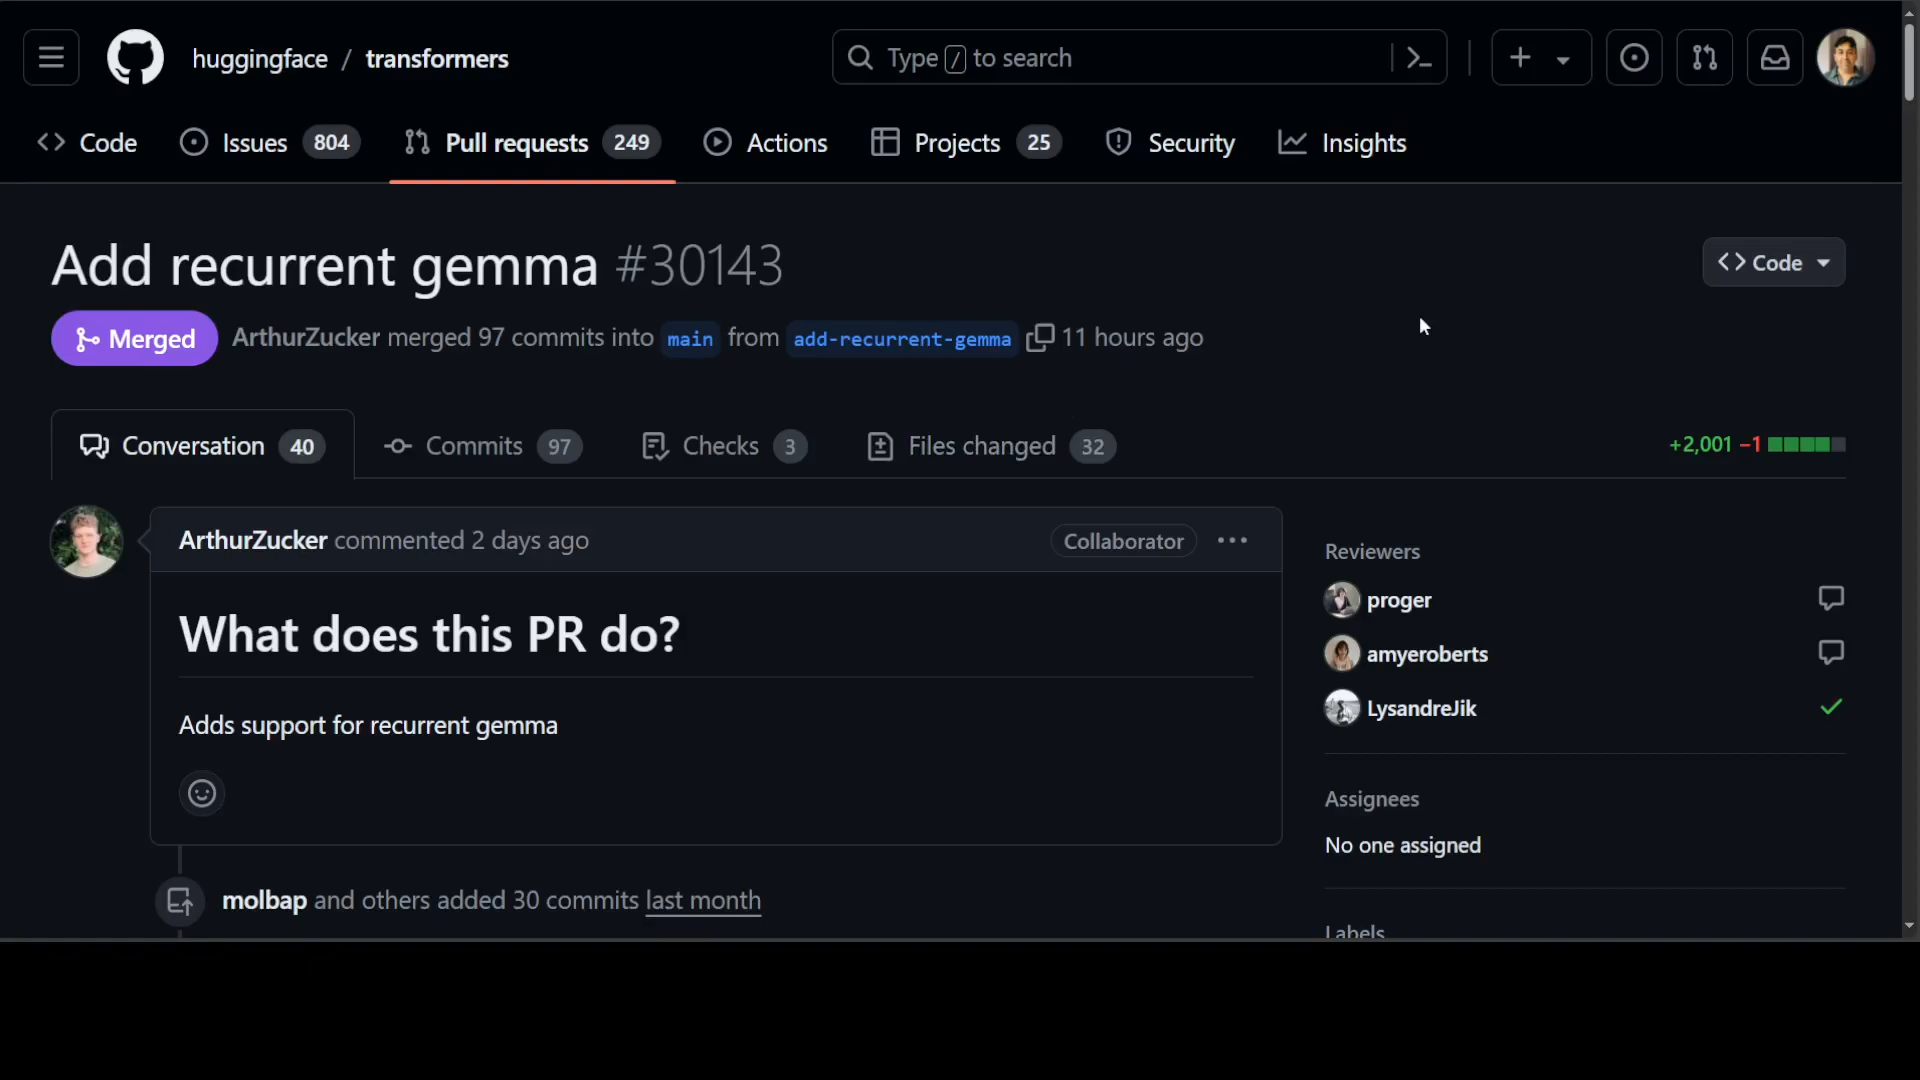 huggingface / transformers
Type / to search
Code
Issues 804
Pull requests 249
Actions
Projects 25
Security
Insights
Add recurrent gemma #30143
Code
Merged
ArthurZucker merged 97 commits into main from add-recurrent-gemma 11 hours ago
Conversation 40
Commits 97
Checks 3
Files changed 32
+2,001 −1
ArthurZucker commented 2 days ago
Collaborator
What does this PR do?
Adds support for recurrent gemma
molbap and others added 30 commits last month
Reviewers
proger
amyeroberts
LysandreJik
Assignees
No one assigned
Labels